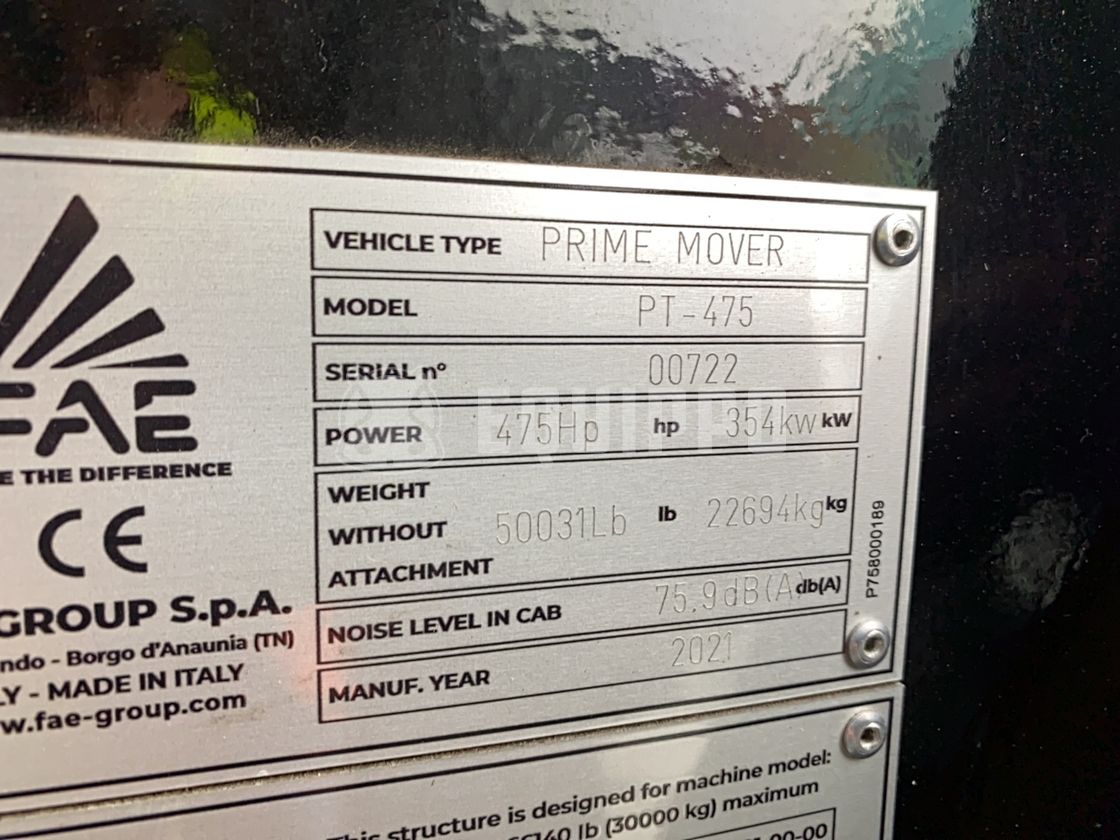 VEHICLE TYPE PRIME MOVER
MODEL PT-475
SERIAL n° 00722
POWER 475Hp hp 354kw kW
WEIGHT
WITHOUT 50031Lb lb 22694kg kg
ATTACHMENT
NOISE LEVEL IN CAB 75.9dB(A) db(A)
MANUF. YEAR 2021
P758000189
FAE
THE DIFFERENCE
CE
GROUP S.p.A.
- Borgo d'Anaunia (TN)
- MADE IN ITALY
.fae-group.com
EQUIPPO
This structure is designed for machine model:
lb (30000 kg) maximum